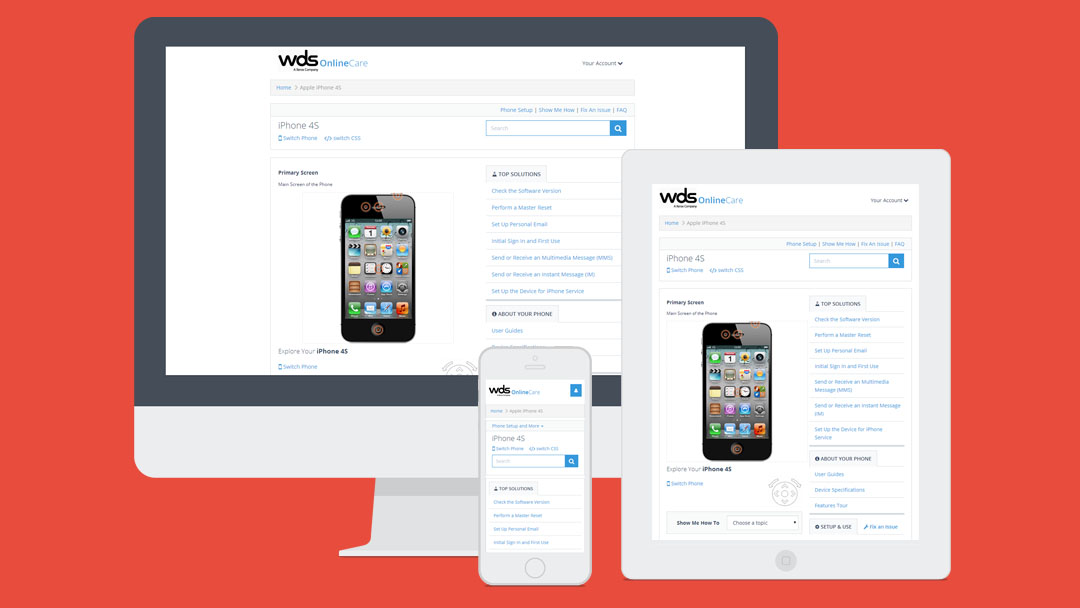 wds OnlineCare
A Xerox Company
Your Account
Home > Apple iPhone 4S
Phone Setup | Show Me How | Fix An Issue | FAQ
iPhone 4S
Search
Switch Phone </> switch CSS
Primary Screen
Main Screen of the Phone
Explore Your iPhone 4S
Switch Phone
TOP SOLUTIONS
Check the Software Version
Perform a Master Reset
Set Up Personal Email
Initial Sign In and First Use
Send or Receive an Multimedia Message (MMS)
Send or Receive an Instant Message (IM)
Set Up the Device for iPhone Service
ABOUT YOUR PHONE
User Guides
wds OnlineCare
Home > Apple iPhone 4S
Phone Setup and More
iPhone 4S
Switch Phone </> switch CSS
Search
TOP SOLUTIONS
Check the Software Version
Perform a Master Reset
Set Up Personal Email
Initial Sign In and First Use
wds OnlineCare
A Xerox Company
Your Account
Home > Apple iPhone 4S
Phone Setup | Show Me How | Fix An Issue | FAQ
iPhone 4S
Search
Switch Phone </> switch CSS
Primary Screen
Main Screen of the Phone
Explore Your iPhone 4S
Switch Phone
Show Me How To Choose a topic
TOP SOLUTIONS
Check the Software Version
Perform a Master Reset
Set Up Personal Email
Initial Sign In and First Use
Send or Receive an Multimedia
Message (MMS)
Send or Receive an Instant Message
(IM)
Set Up the Device for iPhone
Service
ABOUT YOUR PHONE
User Guides
Device Specifications
Features Tour
SETUP & USE Fix an Issue